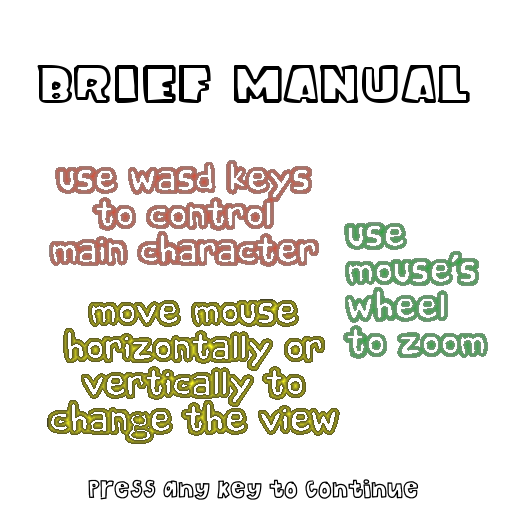 BRIEF MANUAL
use wasd keys
to control
main character
move mouse
horizontally or
vertically to
change the view
use
mouse's
wheel
to zoom
Press any key to continue